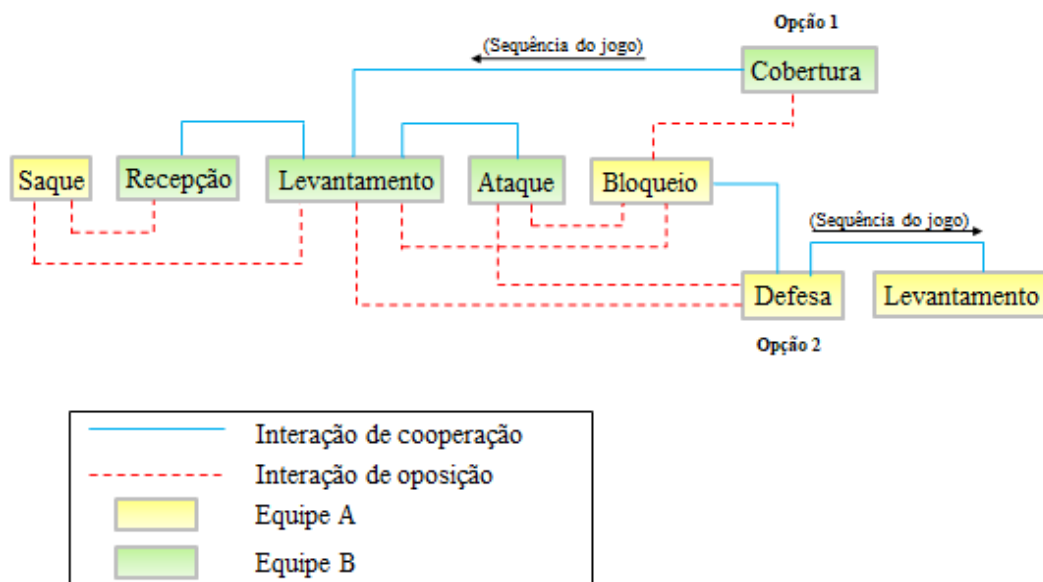 Opção 1
(Sequência do jogo)
Cobertura
Saque
Recepção
Levantamento
Ataque
Bloqueio
(Sequência do jogo)
Defesa
Levantamento
Opção 2
Interação de cooperação
Interação de oposição
Equipe A
Equipe B